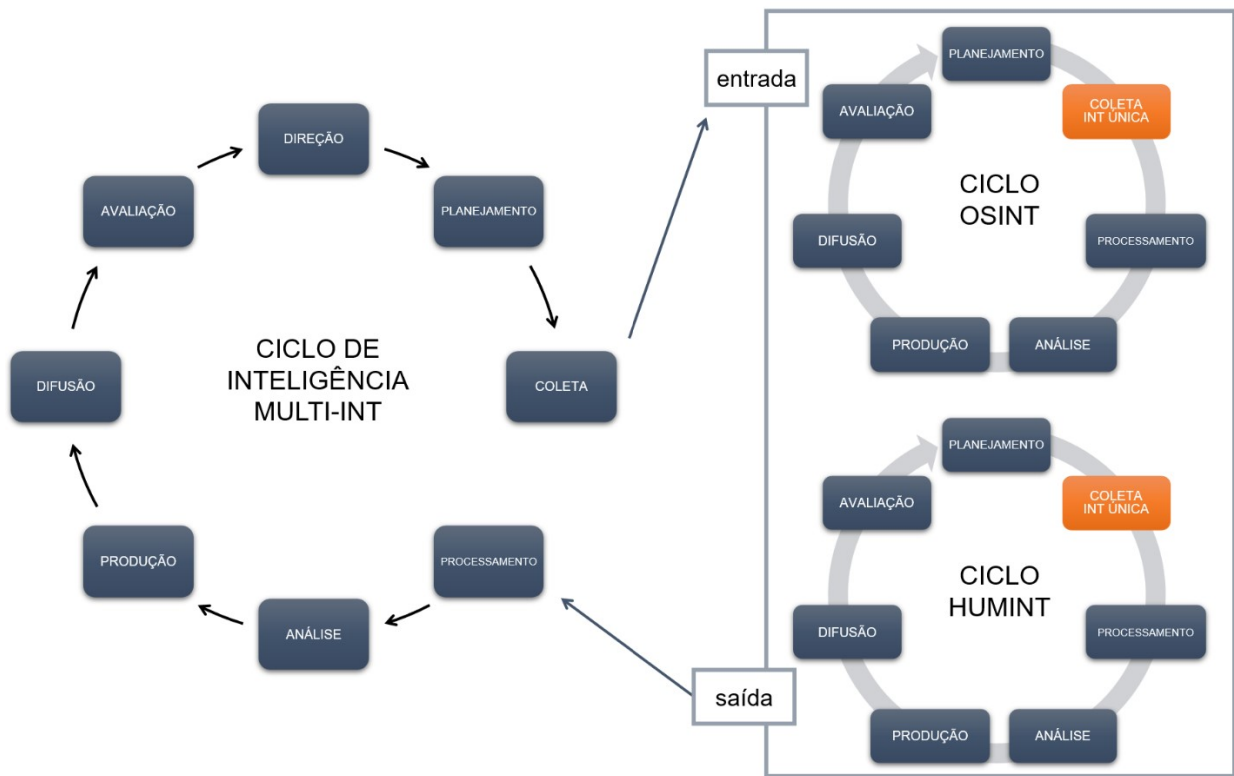 DIREÇÃO
PLANEJAMENTO
COLETA
PROCESSAMENTO
ANÁLISE
PRODUÇÃO
DIFUSÃO
AVALIAÇÃO
CICLO DE
INTELIGÊNCIA
MULTI-INT
entrada
saída
PLANEJAMENTO
COLETA
INT ÚNICA
PROCESSAMENTO
ANÁLISE
PRODUÇÃO
DIFUSÃO
AVALIAÇÃO
CICLO
OSINT
PLANEJAMENTO
COLETA
INT ÚNICA
PROCESSAMENTO
ANÁLISE
PRODUÇÃO
DIFUSÃO
AVALIAÇÃO
CICLO
HUMINT